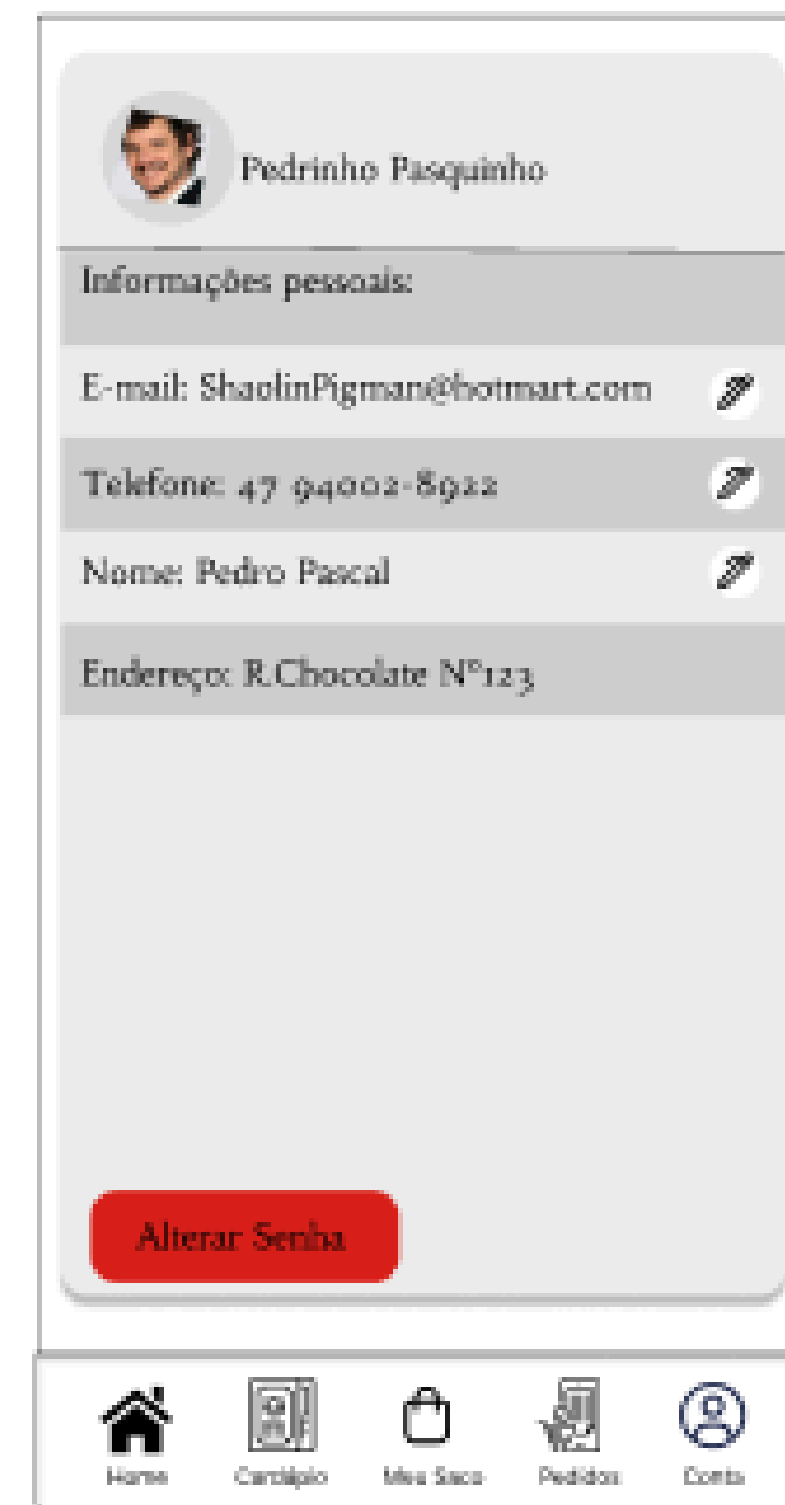 Pedrinho Pasquinho
Informações pessoais:
E-mail: ShaolinPigman@hotmart.com
Telefone: 47 94002-8922
Nome: Pedro Pascal
Endereço: R.Chocolate N°123
Alterar Senha
Home Cardápio Meu Saco Pedidos Conta